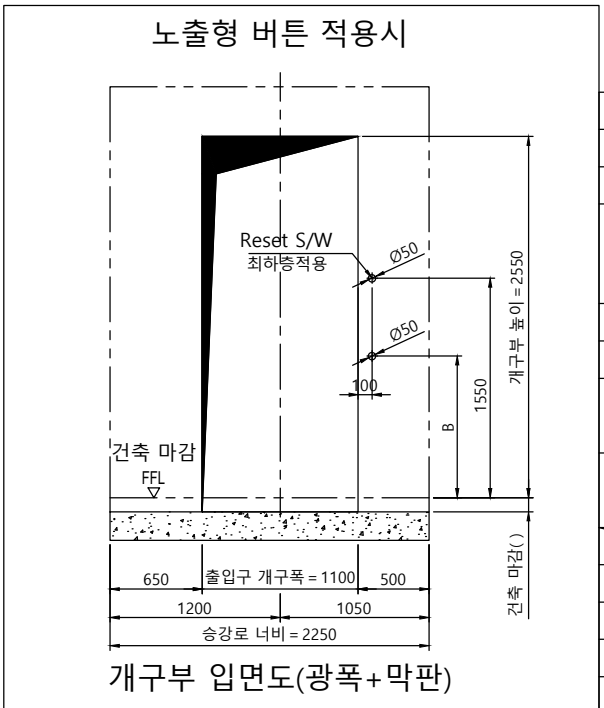 노출형 버튼 적용시
Reset S/W
최하층적용
Ø50
Ø50
100
B
1550
개구부 높이 = 2550
건축 마감
FFL
건축 마감( )
650
출입구 개구폭 = 1100
500
1200
1050
승강로 너비 = 2250
개구부 입면도(광폭+막판)